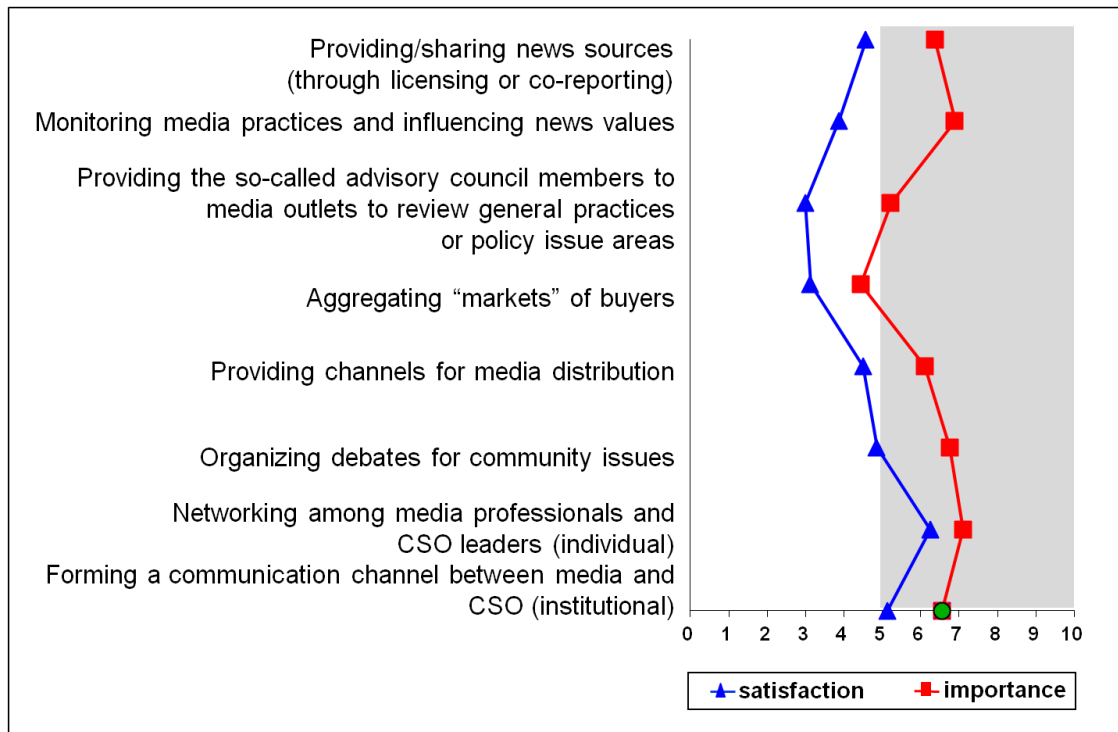 Providing/sharing news sources
(through licensing or co-reporting)
Monitoring media practices and influencing news values
Providing the so-called advisory council members to
media outlets to review general practices
or policy issue areas
Aggregating “markets” of buyers
Providing channels for media distribution
Organizing debates for community issues
Networking among media professionals and
CSO leaders (individual)
Forming a communication channel between media and
CSO (institutional)
0 1 2 3 4 5 6 7 8 9 10
satisfaction importance